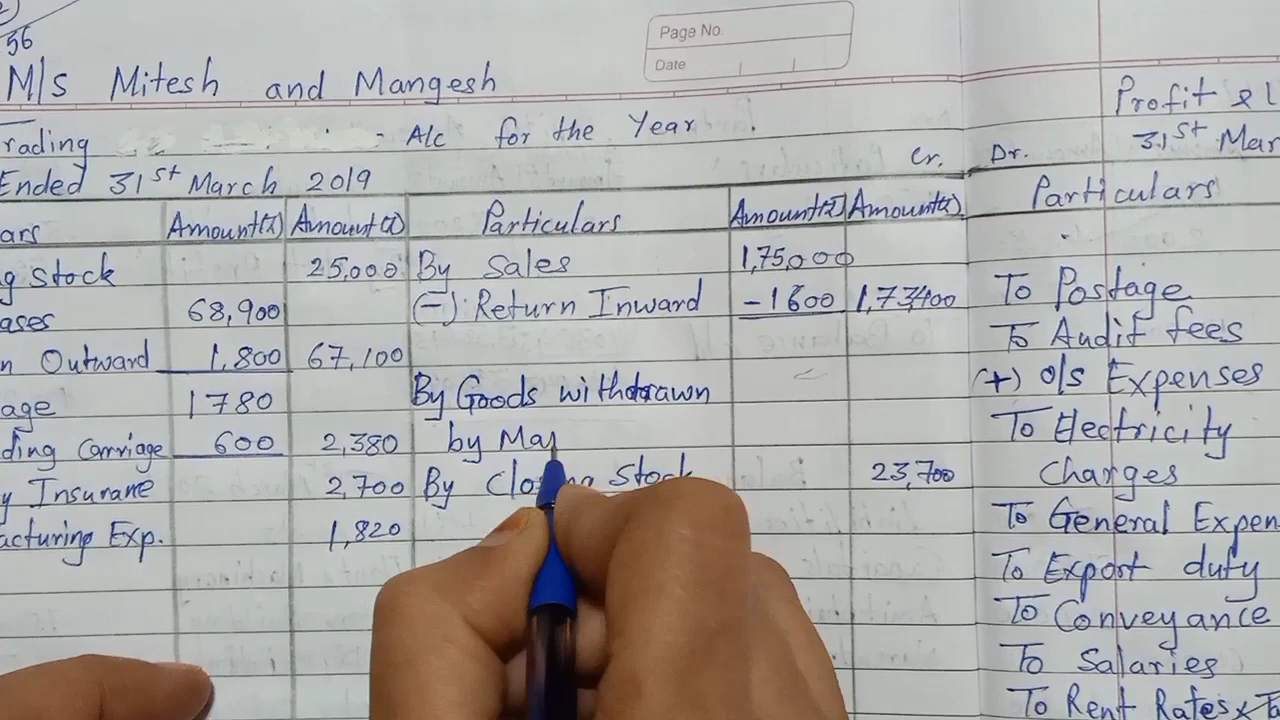 56
Page No.
Date
M/s Mitesh and Mangesh
Profit & L
rading A/c for the Year
31st Mar
Ended 31st March 2019
Cr.
Dr.
ars Amount(₹) Amount(₹) Particulars Amount(₹) Amount(₹)
Particulars
g stock 25,000 By Sales 1,75,000
ases 68,900 (-) Return Inward - 1600 1,73,400
To Postage
n Outward 1,800 67,100
To Audit fees
age 1780 By Goods withdrawn
(+) o/s Expenses
ding Carriage 600 2,380 by Ma
To Electricity
y Insurane 2,700 By Clo stock 23,700
Charges
acturing Exp. 1,820
To General Expen
To Export duty
To Conveyance
To Salaries
To Rent Rates